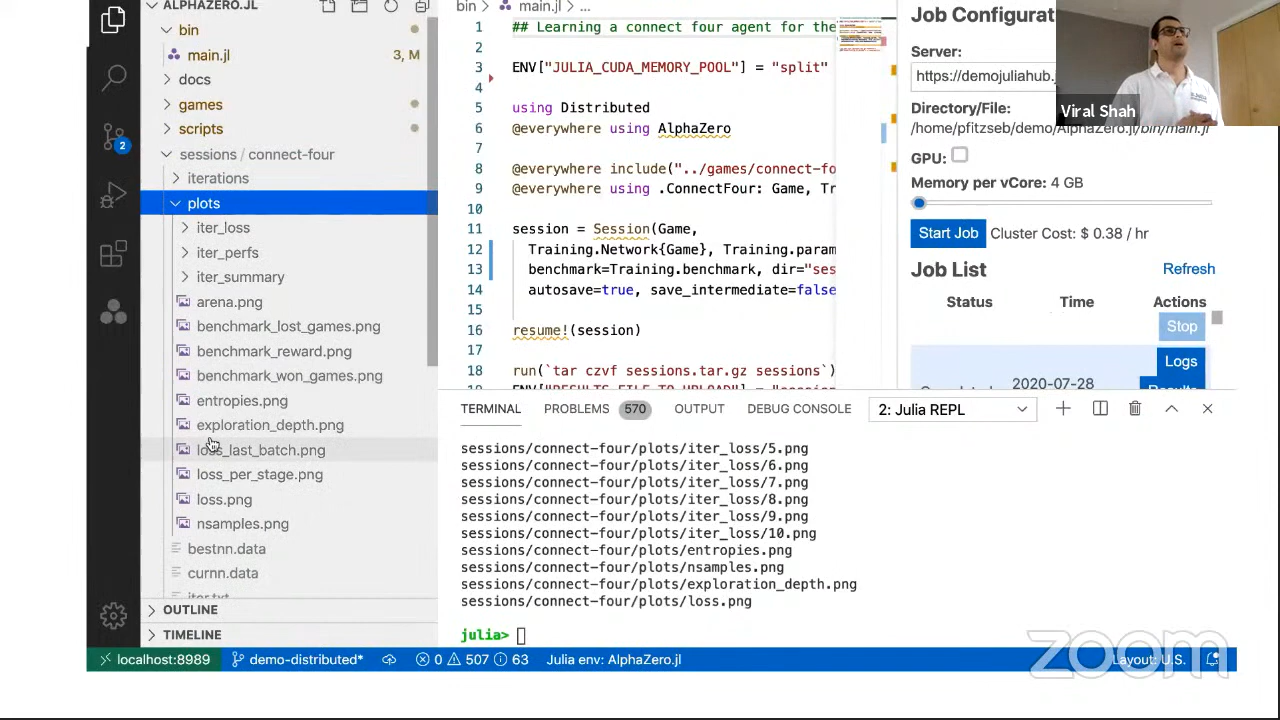 ALPHAZERO.JL
bin
main.jl
6, M
docs
games
scripts
sessions / connect-four
iterations
plots
iter_loss
iter_perfs
iter_summary
arena.png
benchmark_lost_games.png
benchmark_reward.png
benchmark_won_games.png
entropies.png
exploration_depth.png
loss_last_batch.png
loss_per_stage.png
loss.png
nsamples.png
bestnn.data
curnn.data
iter.txt
OUTLINE
TIMELINE
2
bin > main.jl > ...
1 ## Learning a connect four agent for the
2
3 ENV["JULIA_CUDA_MEMORY_POOL"] = "split"
4
5 using Distributed
6 @everywhere using AlphaZero
7
8 @everywhere include("../games/connect-fo
9 @everywhere using .ConnectFour: Game, Tr
10
11 session = Session(Game,
12 Training.Network{Game}, Training.param
13 benchmark=Training.benchmark, dir="ses
14 autosave=true, save_intermediate=false
15
16 resume!(session)
17
18 run(`tar czvf sessions.tar.gz sessions`)
19 ENV["RESULTS_FILE_TO_UPLOAD"] = "session
Job Configurat
Server:
https://demojuliahub.
Directory/File:
/home/pfitzseb/demo/AlphaZero.jl/bin/main.jl
GPU:
Memory per vCore: 4 GB
Start Job Cluster Cost: $ 0.38 / hr
Job List Refresh
Status Time Actions
Stop
Logs
Completed 2020-07-28 Results
Viral Shah
TERMINAL PROBLEMS 570 OUTPUT DEBUG CONSOLE 2: Julia REPL
sessions/connect-four/plots/iter_loss/5.png
sessions/connect-four/plots/iter_loss/6.png
sessions/connect-four/plots/iter_loss/7.png
sessions/connect-four/plots/iter_loss/8.png
sessions/connect-four/plots/iter_loss/9.png
sessions/connect-four/plots/iter_loss/10.png
sessions/connect-four/plots/entropies.png
sessions/connect-four/plots/nsamples.png
sessions/connect-four/plots/exploration_depth.png
sessions/connect-four/plots/loss.png
julia>
zoom
localhost:8989 demo-distributed* 0 507 63 Julia env: AlphaZero.jl Layout: U.S.